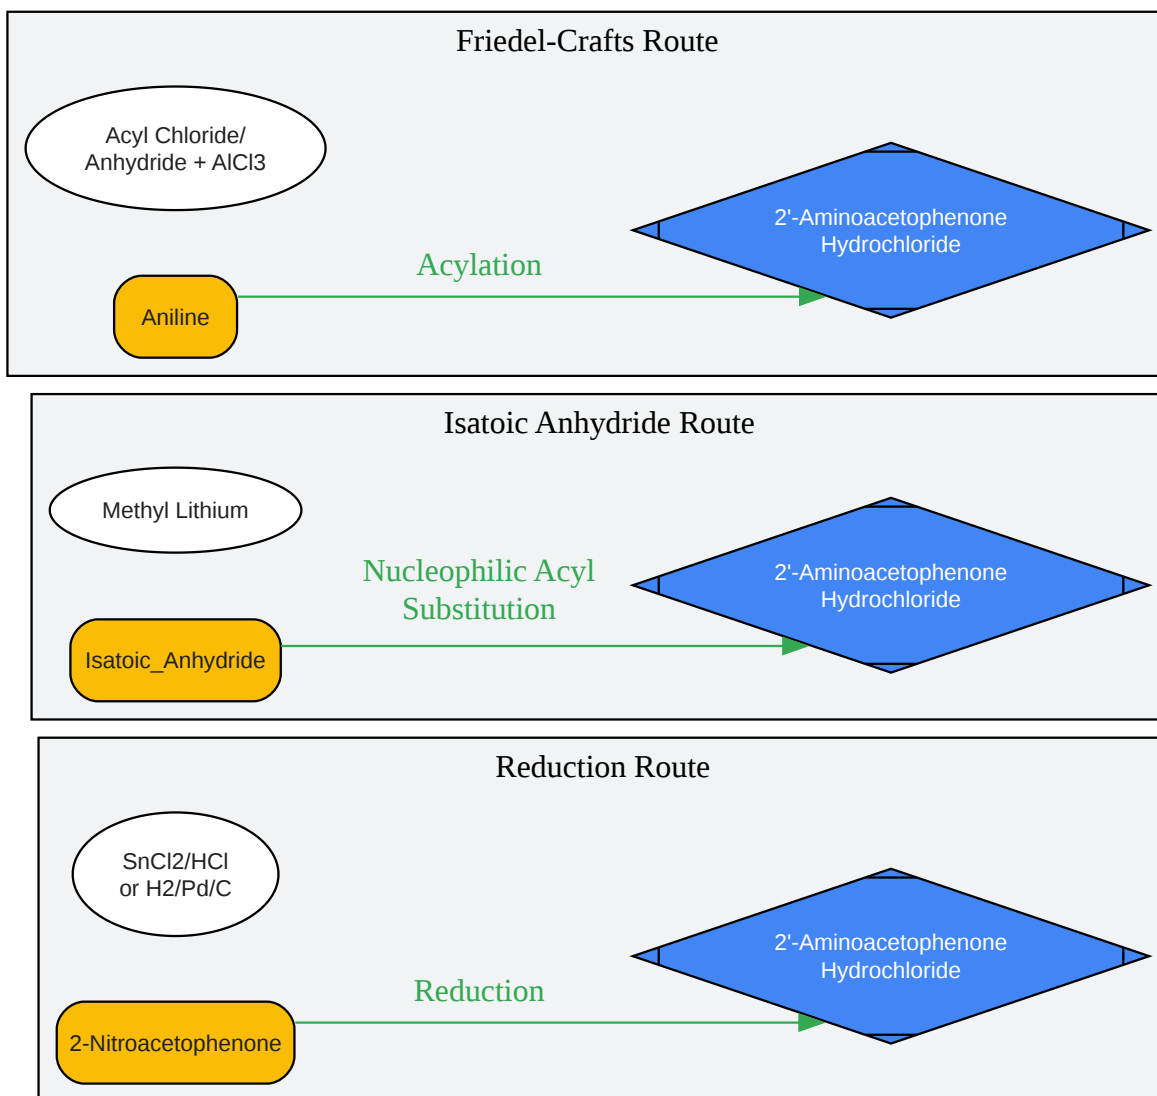 Friedel-Crafts Route
Acyl Chloride/
Anhydride + AlCl3
2'-Aminoacetophenone
Hydrochloride
Acylation
Aniline
Isatoic Anhydride Route
Methyl Lithium
Nucleophilic Acyl
Substitution
2'-Aminoacetophenone
Hydrochloride
Isatoic_Anhydride
Reduction Route
SnCl2/HCl
or H2/Pd/C
2'-Aminoacetophenone
Hydrochloride
Reduction
2-Nitroacetophenone